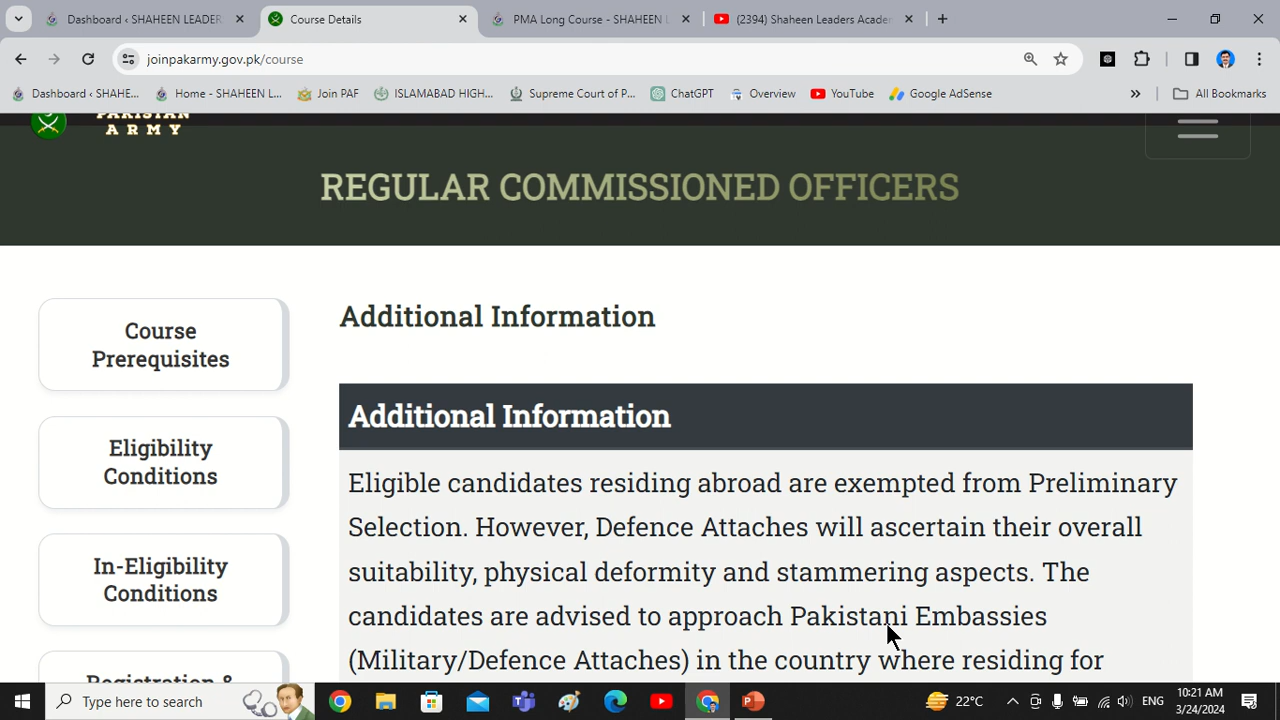 Dashboard ‹ SHAHEEN LEADER
Course Details
PMA Long Course - SHAHEEN L
(2394) Shaheen Leaders Acader
joinpakarmy.gov.pk/course
Dashboard ‹ SHAHE...
Home - SHAHEEN L...
Join PAF
ISLAMABAD HIGH...
Supreme Court of P...
ChatGPT
Overview
YouTube
Google AdSense
»
All Bookmarks
PAKISTAN
ARMY
REGULAR COMMISSIONED OFFICERS
Course
Prerequisites
Eligibility
Conditions
In-Eligibility
Conditions
Registration &
Additional Information
Additional Information
Eligible candidates residing abroad are exempted from Preliminary
Selection. However, Defence Attaches will ascertain their overall
suitability, physical deformity and stammering aspects. The
candidates are advised to approach Pakistani Embassies
(Military/Defence Attaches) in the country where residing for
Type here to search
22°C
ENG
10:21 AM
3/24/2024